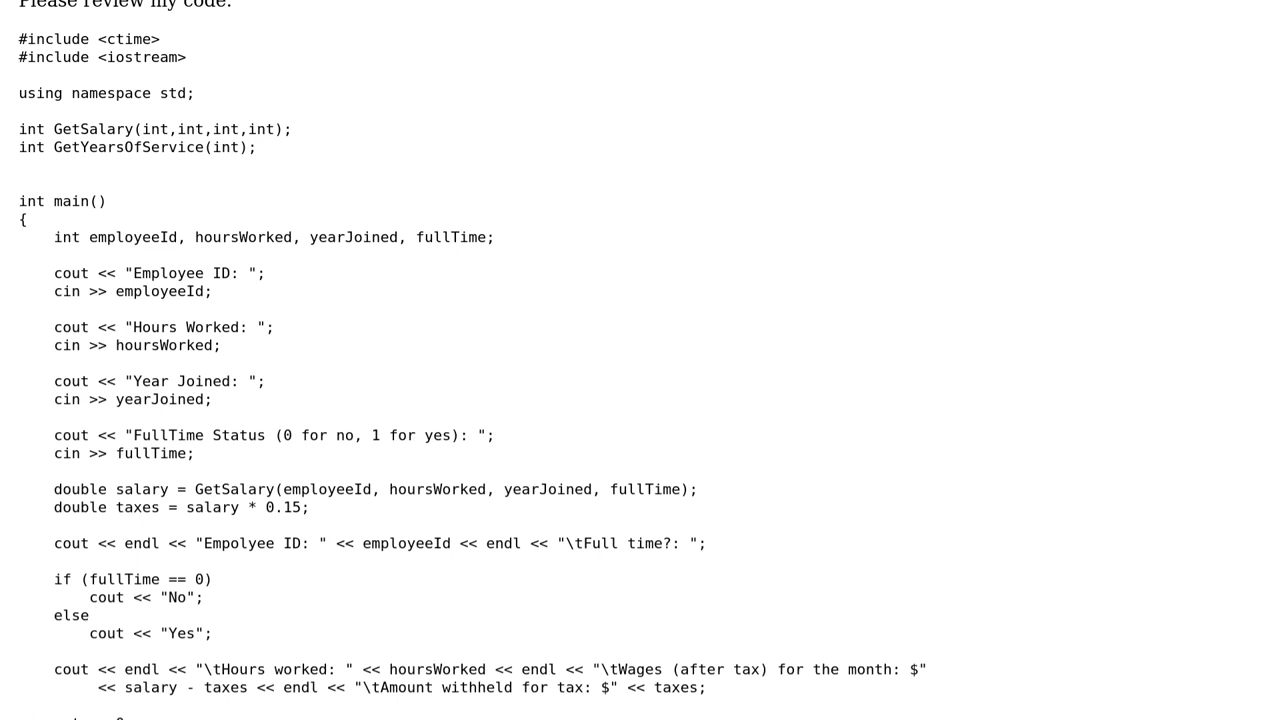 Please review my code:
#include <ctime>
#include <iostream>
using namespace std;
int GetSalary(int,int,int,int);
int GetYearsOfService(int);
int main()
{
    int employeeId, hoursWorked, yearJoined, fullTime;
    cout << "Employee ID: ";
    cin >> employeeId;
    cout << "Hours Worked: ";
    cin >> hoursWorked;
    cout << "Year Joined: ";
    cin >> yearJoined;
    cout << "FullTime Status (0 for no, 1 for yes): ";
    cin >> fullTime;
    double salary = GetSalary(employeeId, hoursWorked, yearJoined, fullTime);
    double taxes = salary * 0.15;
    cout << endl << "Empolyee ID: " << employeeId << endl << "\tFull time?: ";
    if (fullTime == 0)
        cout << "No";
    else
        cout << "Yes";
    cout << endl << "\tHours worked: " << hoursWorked << endl << "\tWages (after tax) for the month: $"
         << salary - taxes << endl << "\tAmount withheld for tax: $" << taxes;